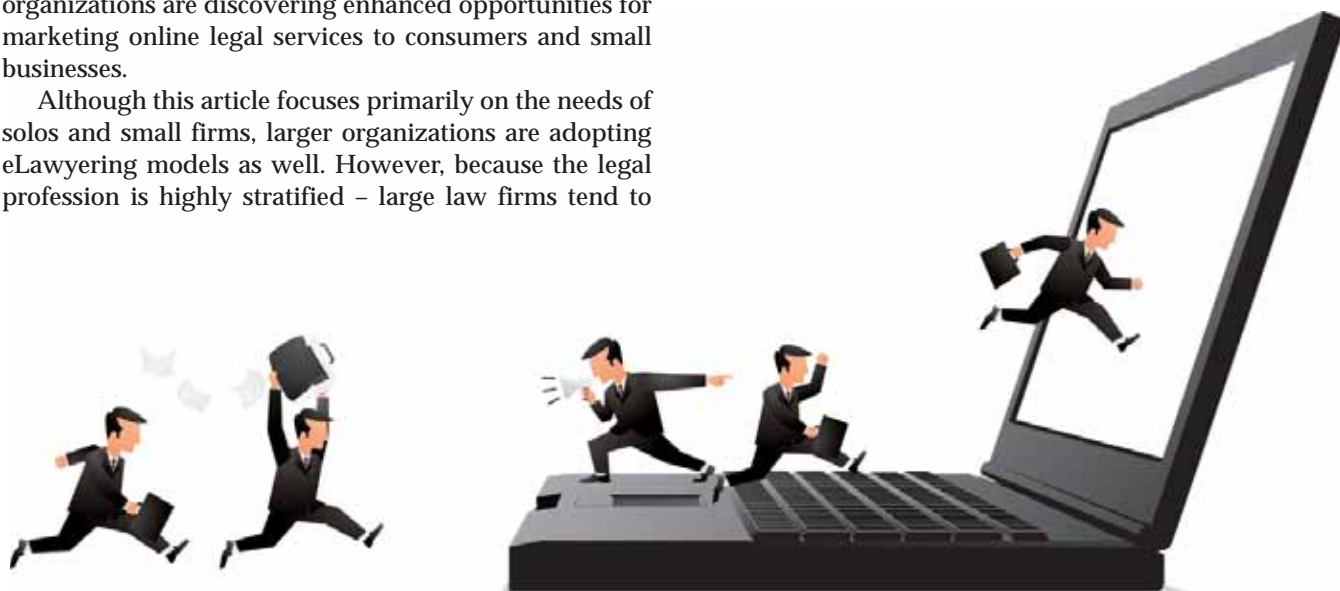 organizations are discovering enhanced opportunities for
marketing online legal services to consumers and small
businesses.
Although this article focuses primarily on the needs of
solos and small firms, larger organizations are adopting
eLawyering models as well. However, because the legal
profession is highly stratified – large law firms tend to